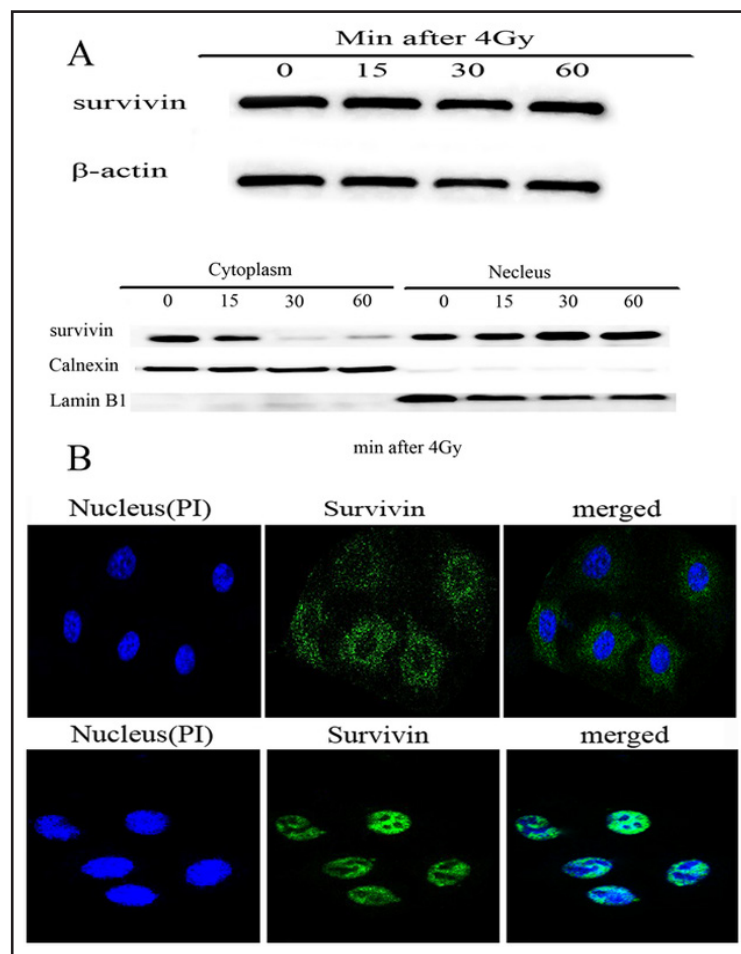 A
Min after 4Gy
0 15 30 60
survivin
β-actin
Cytoplasm Necleus
0 15 30 60 0 15 30 60
survivin
Calnexin
Lamin B1
min after 4Gy
B
Nucleus(PI) Survivin merged
Nucleus(PI) Survivin merged